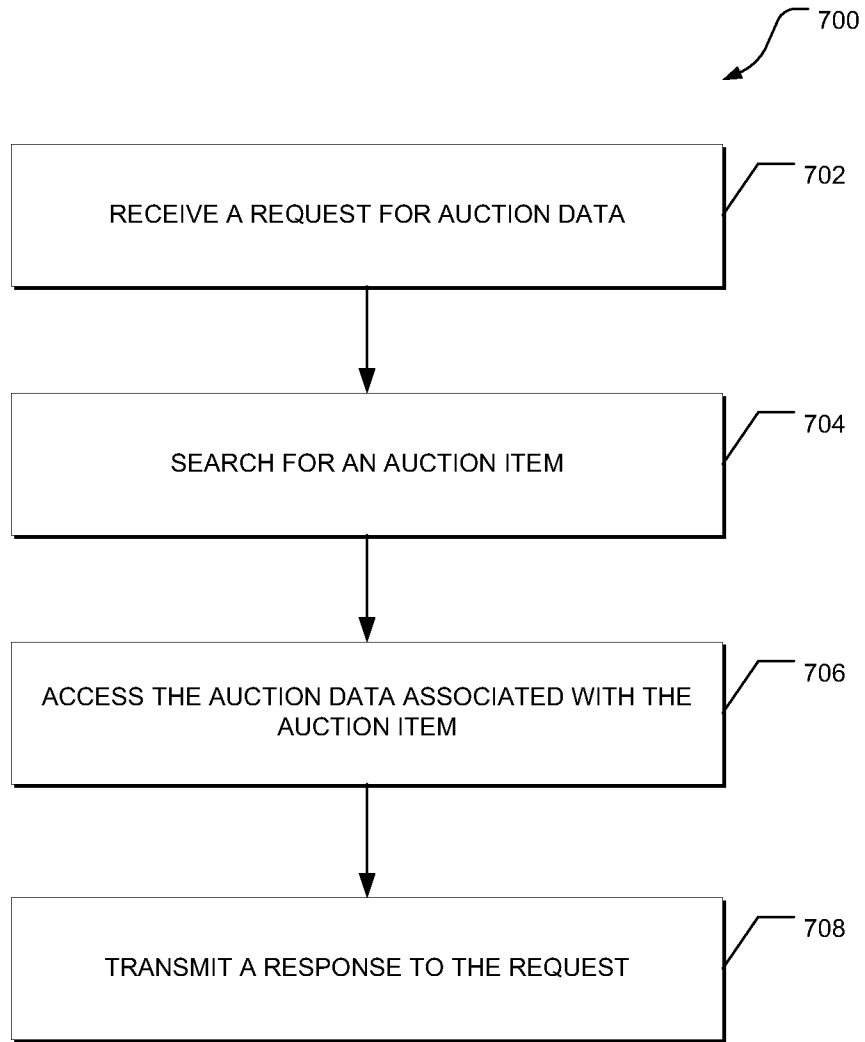 700
RECEIVE A REQUEST FOR AUCTION DATA
702
SEARCH FOR AN AUCTION ITEM
704
ACCESS THE AUCTION DATA ASSOCIATED WITH THE
AUCTION ITEM
706
TRANSMIT A RESPONSE TO THE REQUEST
708